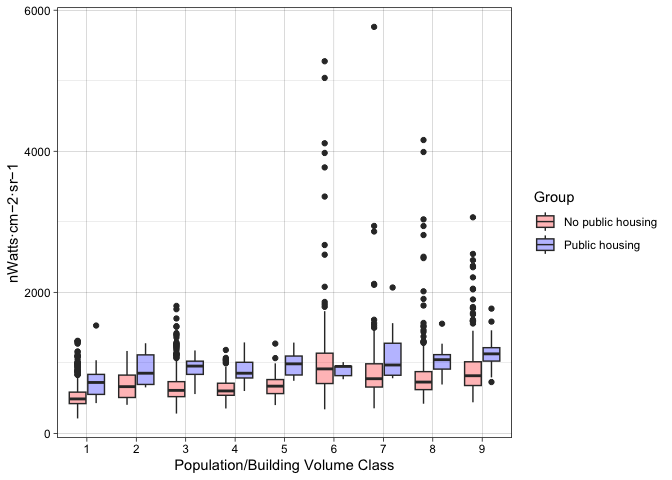 6000
4000
2000
0
nWatts·cm−2·sr−1
1 2 3 4 5 6 7 8 9
Population/Building Volume Class
Group
No public housing
Public housing